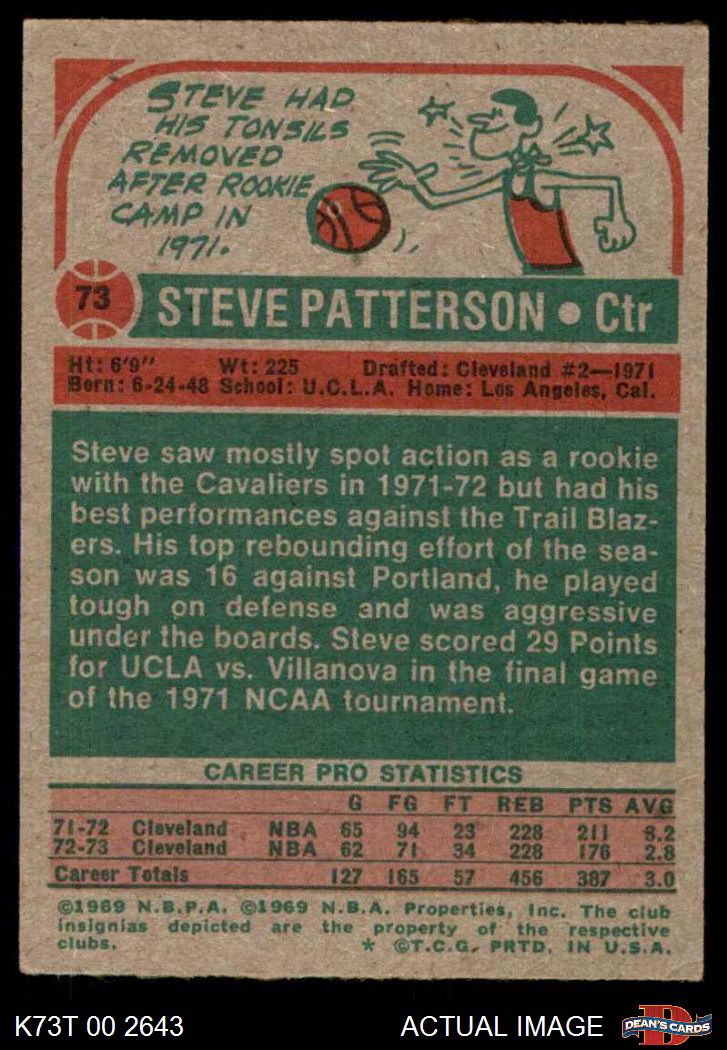 STEVE HAD
HIS TONSILS
REMOVED
AFTER ROOKIE
CAMP IN
1971.
73
STEVE PATTERSON • Ctr
Ht: 6'9" Wt: 225 Drafted: Cleveland #2—1971
Born: 6-24-48 School: U.C.L.A. Home: Los Angeles, Cal.
Steve saw mostly spot action as a rookie
with the Cavaliers in 1971-72 but had his
best performances against the Trail Blaz-
ers. His top rebounding effort of the sea-
son was 16 against Portland, he played
tough on defense and was aggressive
under the boards. Steve scored 29 Points
for UCLA vs. Villanova in the final game
of the 1971 NCAA tournament.
CAREER PRO STATISTICS
G FG FT REB PTS AVG
71-72 Cleveland NBA 65 94 23 228 211 3.2
72-73 Cleveland NBA 62 71 34 228 176 2.8
Career Totals 127 165 57 456 387 3.0
©1969 N.B.P.A. ©1969 N.B.A. Properties, Inc. The club
insignias depicted are the property of the respective
clubs. * ©T.C.G. PRTD. IN U.S.A.
K73T 00 2643 ACTUAL IMAGE D DEAN'S CARDS